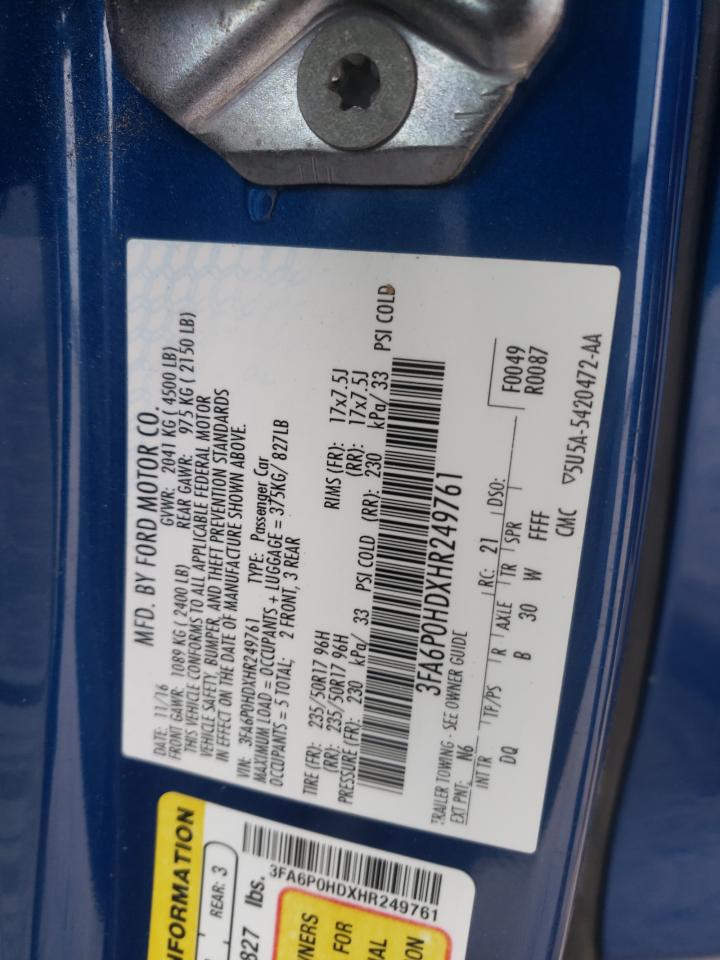 MFD. BY FORD MOTOR CO.
DATE: 11/16 GVWR: 2041 KG ( 4500 LB)
FRONT GAWR: 1089 KG ( 2400 LB) REAR GAWR: 975 KG ( 2150 LB)
THIS VEHICLE CONFORMS TO ALL APPLICABLE FEDERAL MOTOR
VEHICLE SAFETY, BUMPER, AND THEFT PREVENTION STANDARDS
IN EFFECT ON THE DATE OF MANUFACTURE SHOWN ABOVE.
VIN: 3FA6P0HDXHR249761 TYPE: Passenger Car
MAXIMUM LOAD = OCCUPANTS + LUGGAGE = 375KG/ 827LB
OCCUPANTS = 5 TOTAL; 2 FRONT, 3 REAR
TIRE (FR): 235/50R17 96H RIMS (FR): 17x7.5J
(RR): 235/50R17 96H (RR): 17x7.5J
PRESSURE (FR): 230 kPa/ 33 PSI COLD (RR): 230 kPa/ 33 PSI COLD
3FA6P0HDXHR249761
TRAILER TOWING - SEE OWNER GUIDE
EXT PNT: N6 RC: 21 DSO: F0049
INT TR TP/PS R AXLE TR SPR R0087
DQ B 30 W FFFF
CMC 5U5A-5420472-AA
FORMATION
REAR: 3
827 lbs.
3FA6P0HDXHR249761
NERS
FOR
AL
ON